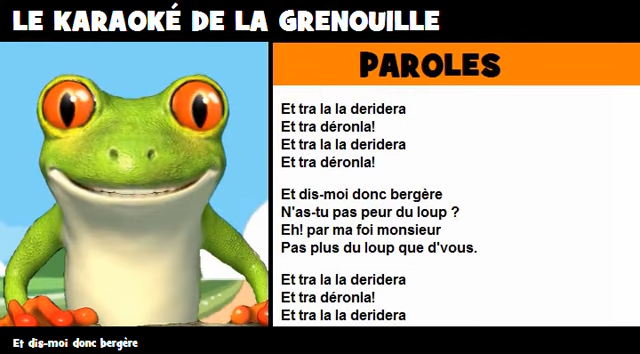 LE KARAOKÉ DE LA GRENOUILLE
PAROLES
Et tra la la deridera
Et tra déronla!
Et tra la la deridera
Et tra déronla!
Et dis-moi donc bergère
N'as-tu pas peur du loup ?
Eh! par ma foi monsieur
Pas plus du loup que d'vous.
Et tra la la deridera
Et tra déronla!
Et tra la la deridera
Et dis-moi donc bergère